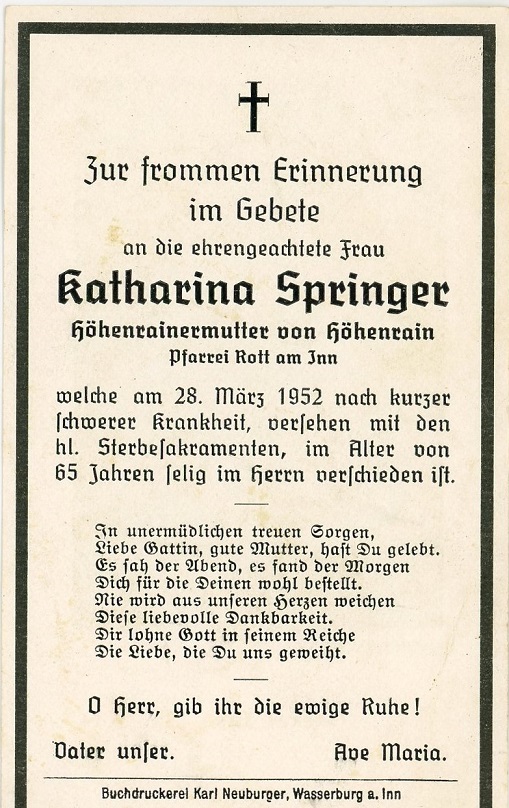 Zur frommen Erinnerung
im Gebete
an die ehrengeachtete Frau
Katharina Springer
Höhenrainermutter von Höhenrain
Pfarrei Rott am Inn
welche am 28. März 1952 nach kurzer
schwerer Krankheit, versehen mit den
hl. Sterbesakramenten, im Alter von
65 Jahren selig im Herrn verschieden ist.
In unermüdlichen treuen Sorgen,
Liebe Gattin, gute Mutter, hast Du gelebt.
Es sah der Abend, es fand der Morgen
Dich für die Deinen wohl bestellt.
Nie wird aus unseren Herzen weichen
Diese liebevolle Dankbarkeit.
Dir lohne Gott in seinem Reiche
Die Liebe, die Du uns geweiht.
O Herr, gib ihr die ewige Ruhe!
Vater unser. Ave Maria.
Buchdruckerei Karl Neuburger, Wasserburg a. Inn